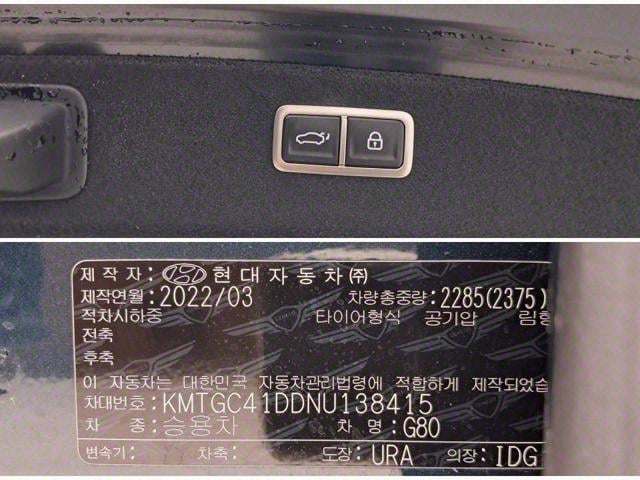 제작자: 현대자동차㈜
제작연월: 2022/03 차량총중량: 2285(2375)
적차시하중 타이어형식 공기압 림형
전축
후축
이 자동차는 대한민국 자동차관리법령에 적합하게 제작되었습
차대번호: KMTGC41DDNU138415
차 종: 승용차 차 명: G80
변속기: 차축: 도장: URA 의장: IDG